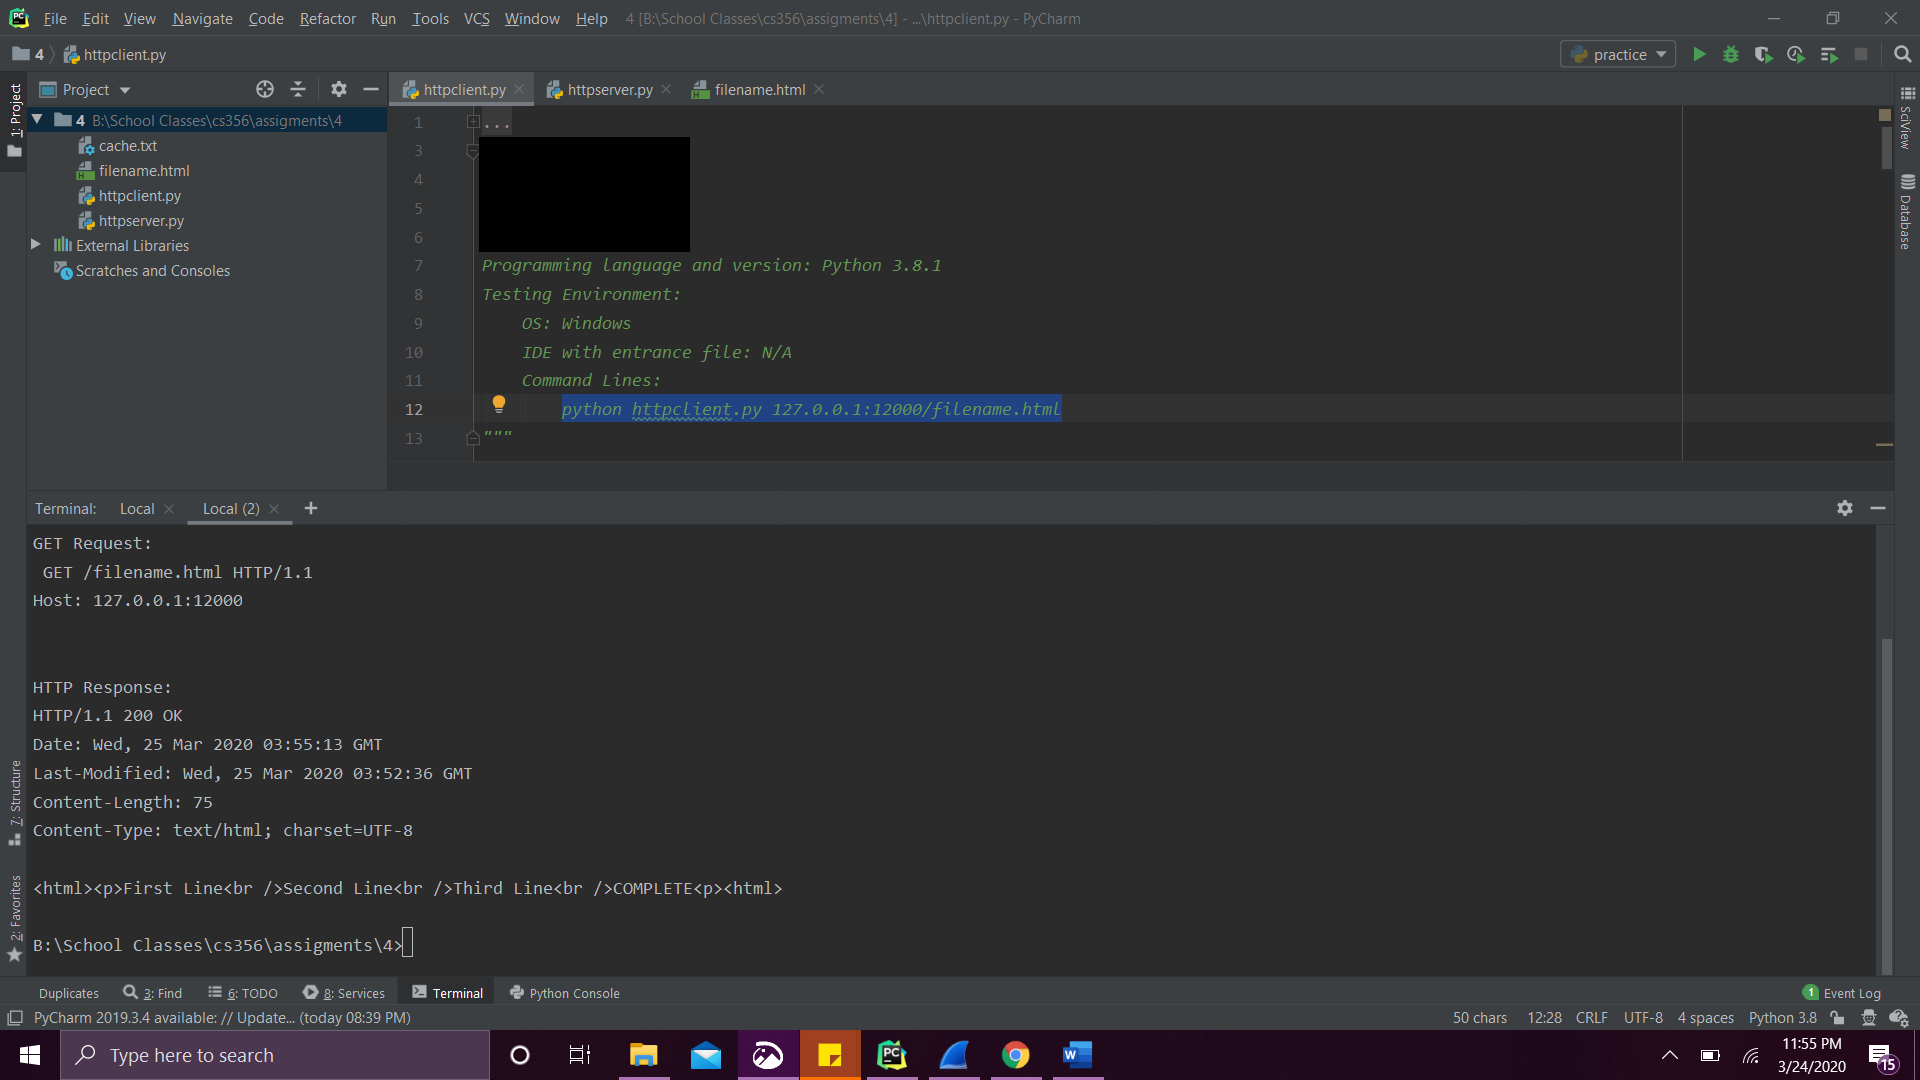 File Edit View Navigate Code Refactor Run Tools VCS Window Help 4 [B:\School Classes\cs356\assigments\4] - ...\httpclient.py - PyCharm
4 httpclient.py practice
Project httpclient.py httpserver.py filename.html
1: Project
4 B:\School Classes\cs356\assigments\4
cache.txt
filename.html
httpclient.py
httpserver.py
External Libraries
Scratches and Consoles
1 ...
3
4
5
6
7 Programming language and version: Python 3.8.1
8 Testing Environment:
9 OS: Windows
10 IDE with entrance file: N/A
11 Command Lines:
12 python httpclient.py 127.0.0.1:12000/filename.html
13 """
SciView
Database
Terminal: Local Local (2)
GET Request:
GET /filename.html HTTP/1.1
Host: 127.0.0.1:12000
HTTP Response:
HTTP/1.1 200 OK
Date: Wed, 25 Mar 2020 03:55:13 GMT
Last-Modified: Wed, 25 Mar 2020 03:52:36 GMT
Content-Length: 75
Content-Type: text/html; charset=UTF-8
<html><p>First Line<br />Second Line<br />Third Line<br />COMPLETE<p><html>
B:\School Classes\cs356\assigments\4>
7: Structure
2: Favorites
Duplicates 3: Find 6: TODO 8: Services Terminal Python Console 1 Event Log
PyCharm 2019.3.4 available: // Update... (today 08:39 PM) 50 chars 12:28 CRLF UTF-8 4 spaces Python 3.8
Type here to search
11:55 PM
3/24/2020
15